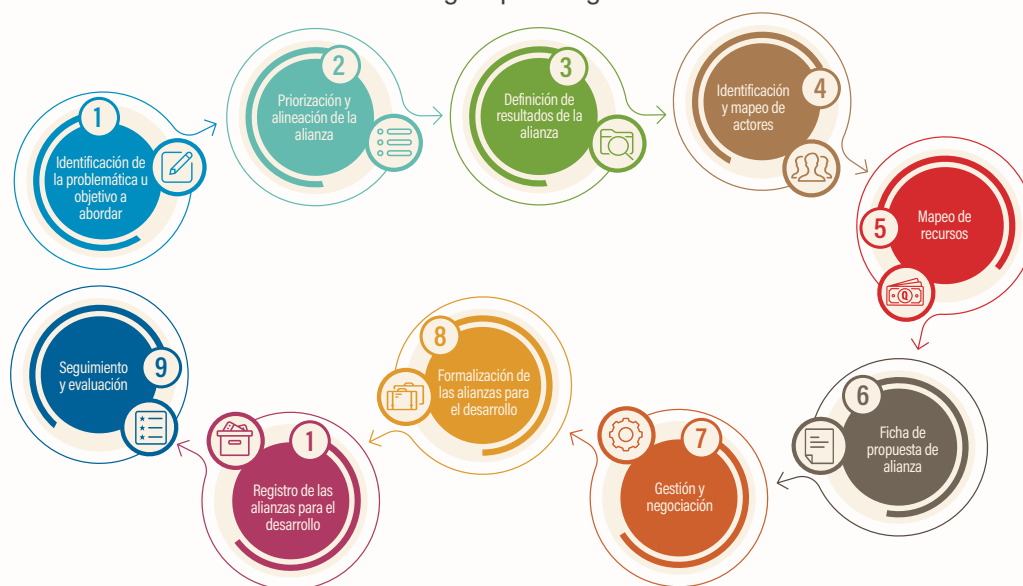 1
Identificación de
la problemática u
objetivo a
abordar
2
Priorización y
alineación de la
alianza
3
Definición de
resultados de la
alianza
4
Identificación
y mapeo de
actores
5
Mapeo de
recursos
Q
6
Ficha de
propuesta de
alianza
7
Gestión y
negociación
8
Formalización de
las alianzas para
el desarrollo
1
Registro de las
alianzas para el
desarrollo
9
Seguimiento
y evaluación